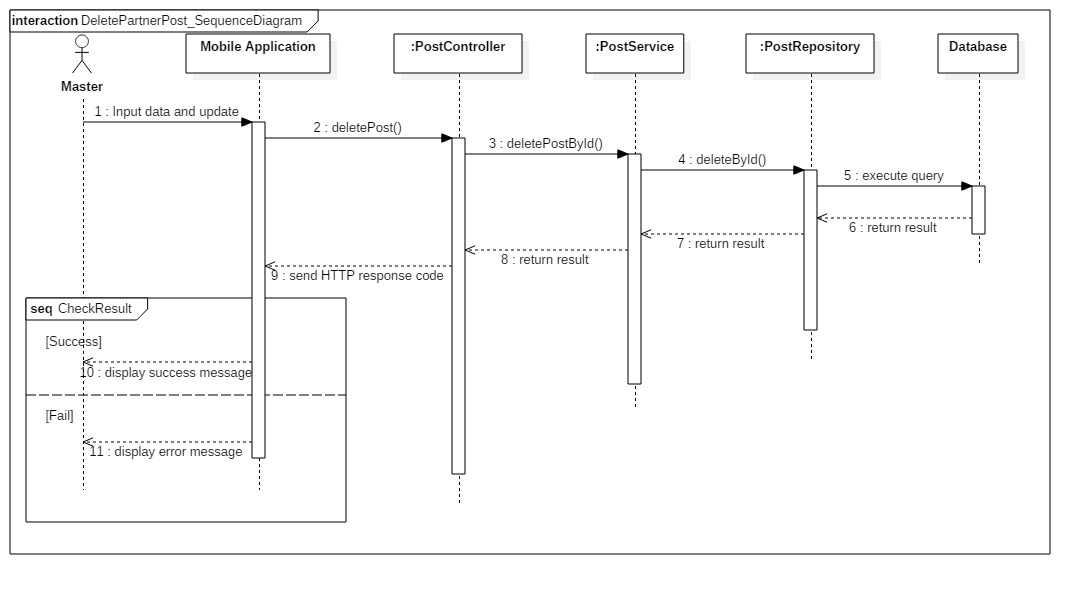 interaction DeletePartnerPost_SequenceDiagram
Mobile Application
:PostController
:PostService
:PostRepository
Database
Master
1 : Input data and update
2 : deletePost()
3 : deletePostById()
4 : deleteById()
5 : execute query
6 : return result
7 : return result
8 : return result
9 : send HTTP response code
seq CheckResult
[Success]
10 : display success message
[Fail]
11 : display error message